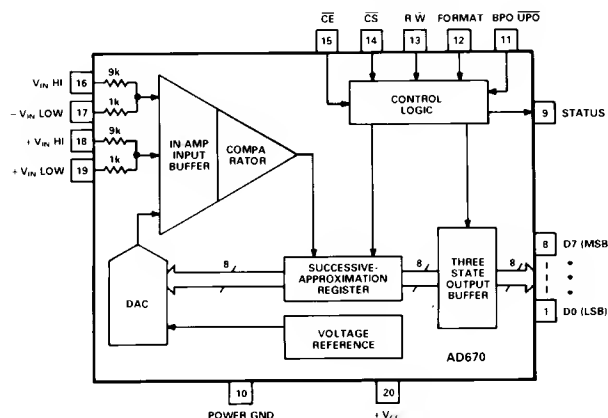 CE CS R W FORMAT BPO UPO
15 14 13 12 11
VIN HI 16 9k
− VIN LOW 17 1k
+ VIN HI 18 9k
+ VIN LOW 19 1k
IN AMP
INPUT
BUFFER
COMPA
RATOR
CONTROL
LOGIC
9 STATUS
DAC
8
SUCCESSIVE-
APPROXIMATION
REGISTER
8
THREE
STATE
OUTPUT
BUFFER
8
8 D7 (MSB
1 D0 (LSB)
VOLTAGE
REFERENCE
AD670
10 20
POWER GND + VCC